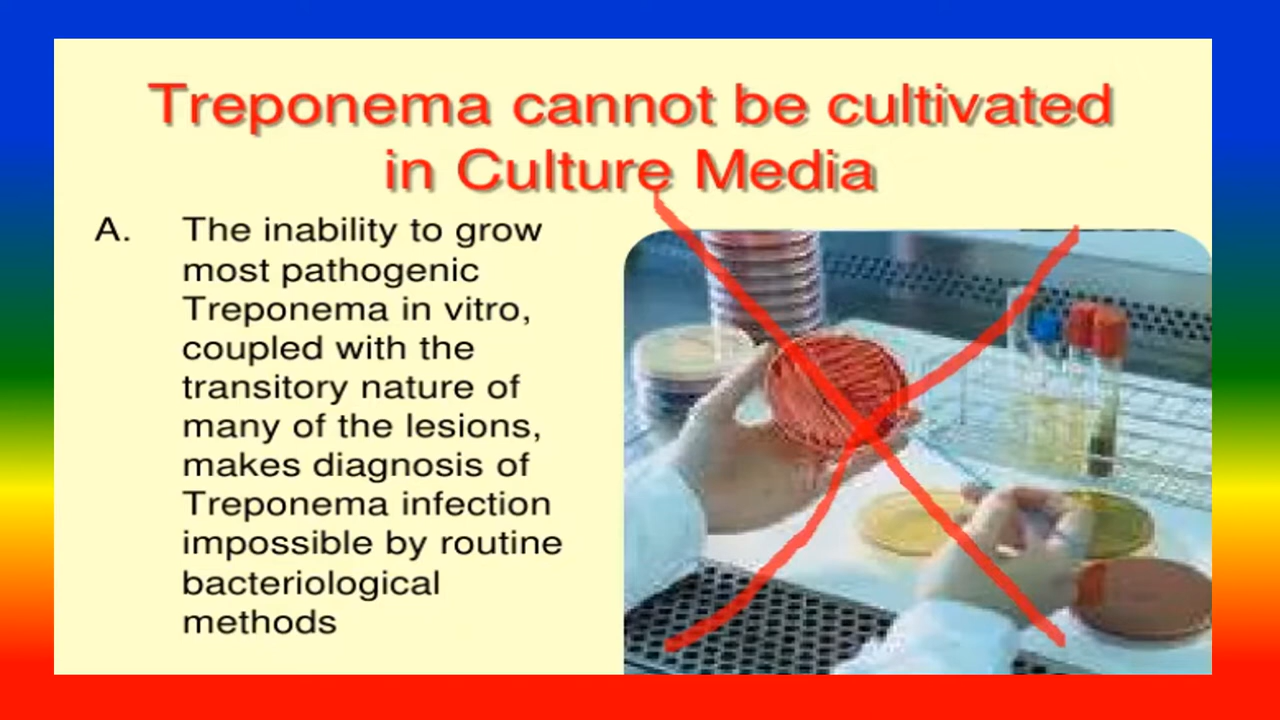 Treponema cannot be cultivated
in Culture Media
A. The inability to grow
most pathogenic
Treponema in vitro,
coupled with the
transitory nature of
many of the lesions,
makes diagnosis of
Treponema infection
impossible by routine
bacteriological
methods